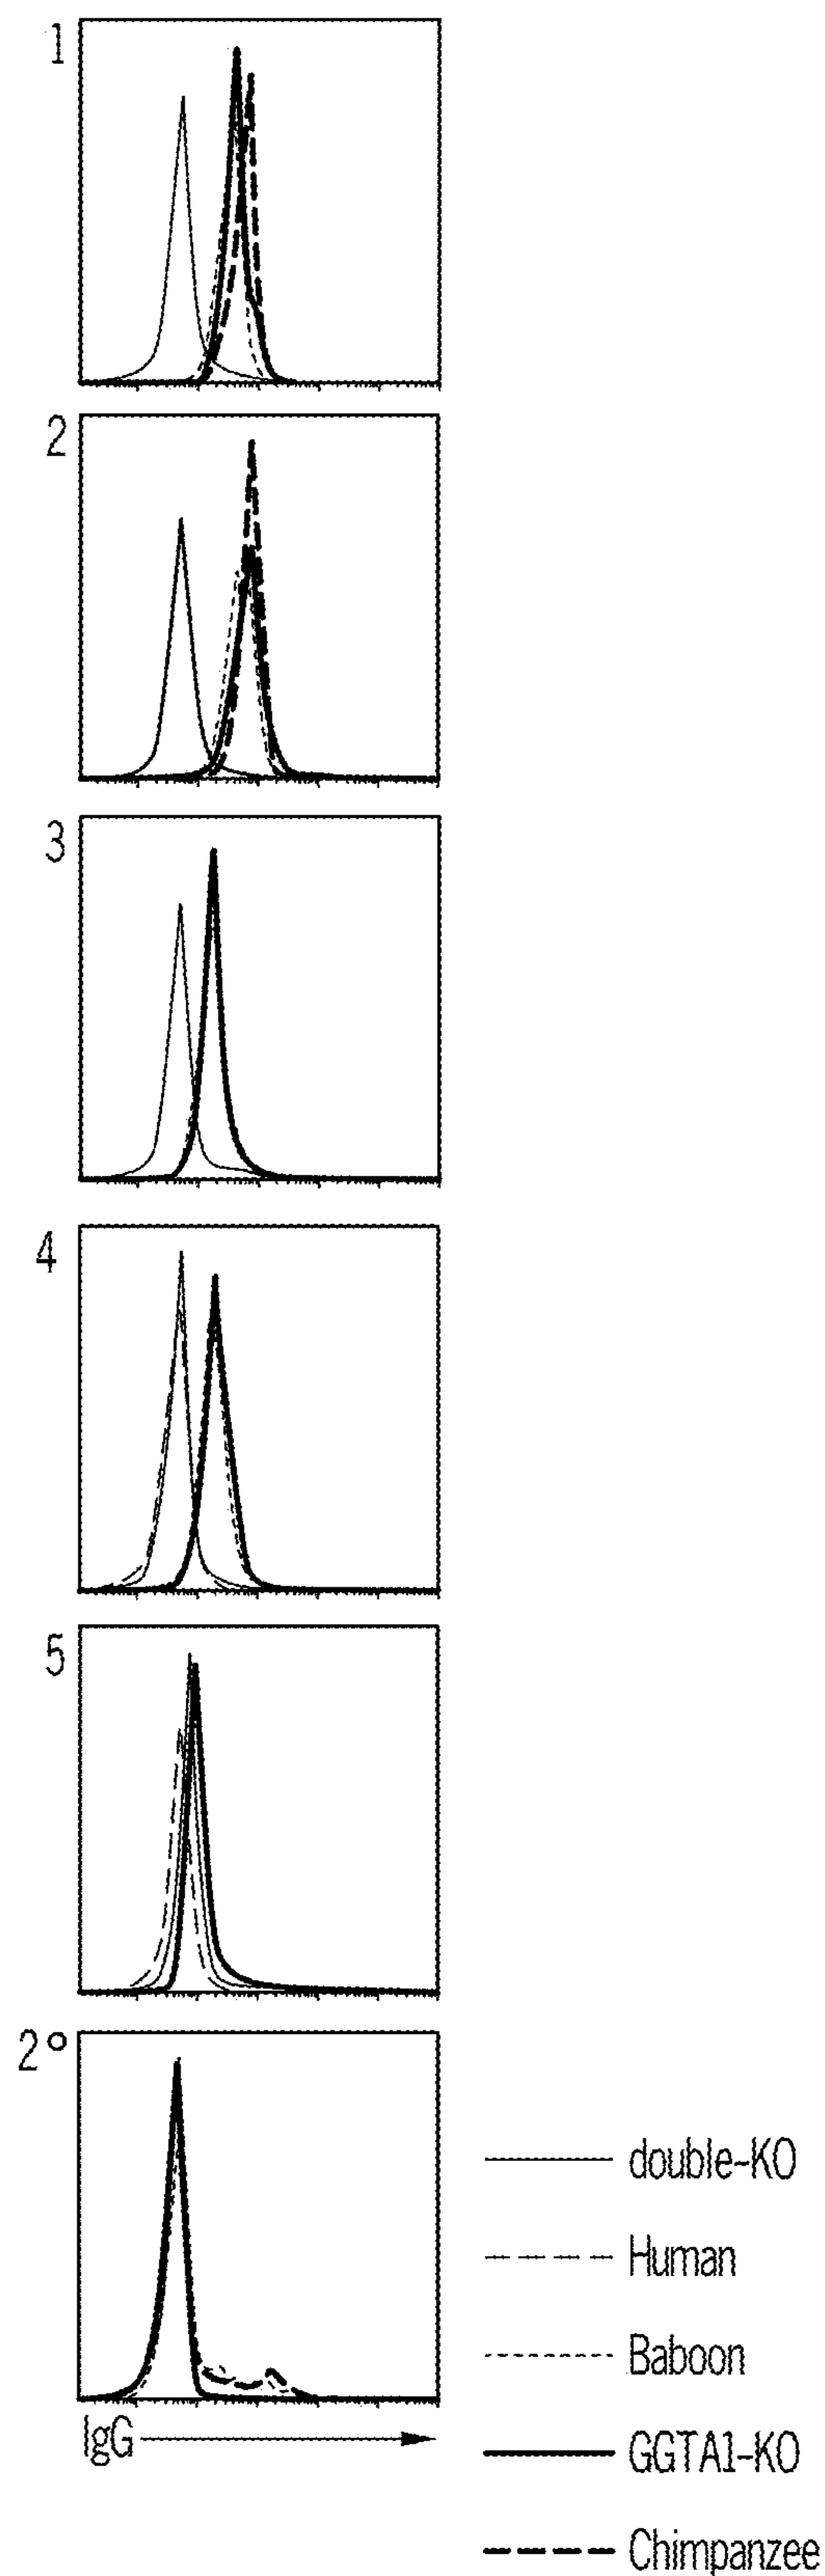 1
2
3
4
5
2°
IgG
double-KO
Human
Baboon
GGTA1-KO
Chimpanzee